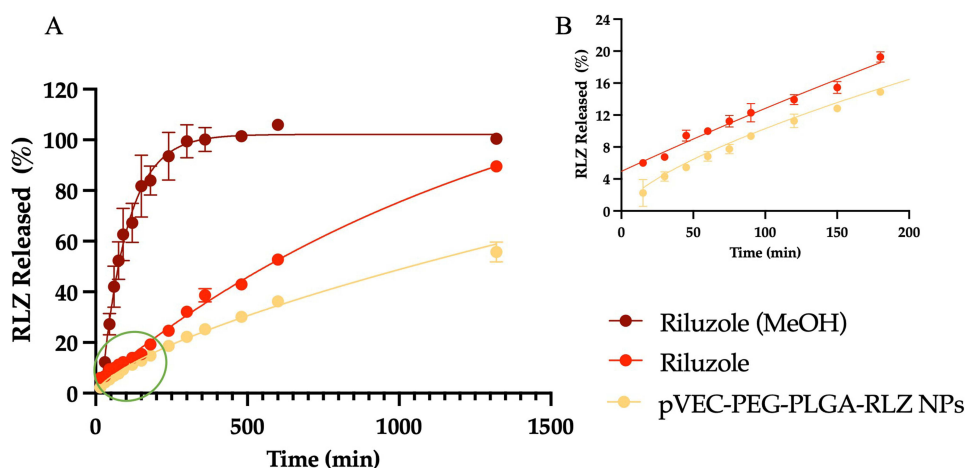 A
RLZ Released (%)
120
100
80
60
40
20
0
0
500
1000
1500
Time (min)
B
RLZ Released (%)
24
20
16
12
8
4
0
0
50
100
150
200
Time (min)
Riluzole (MeOH)
Riluzole
pVEC-PEG-PLGA-RLZ NPs